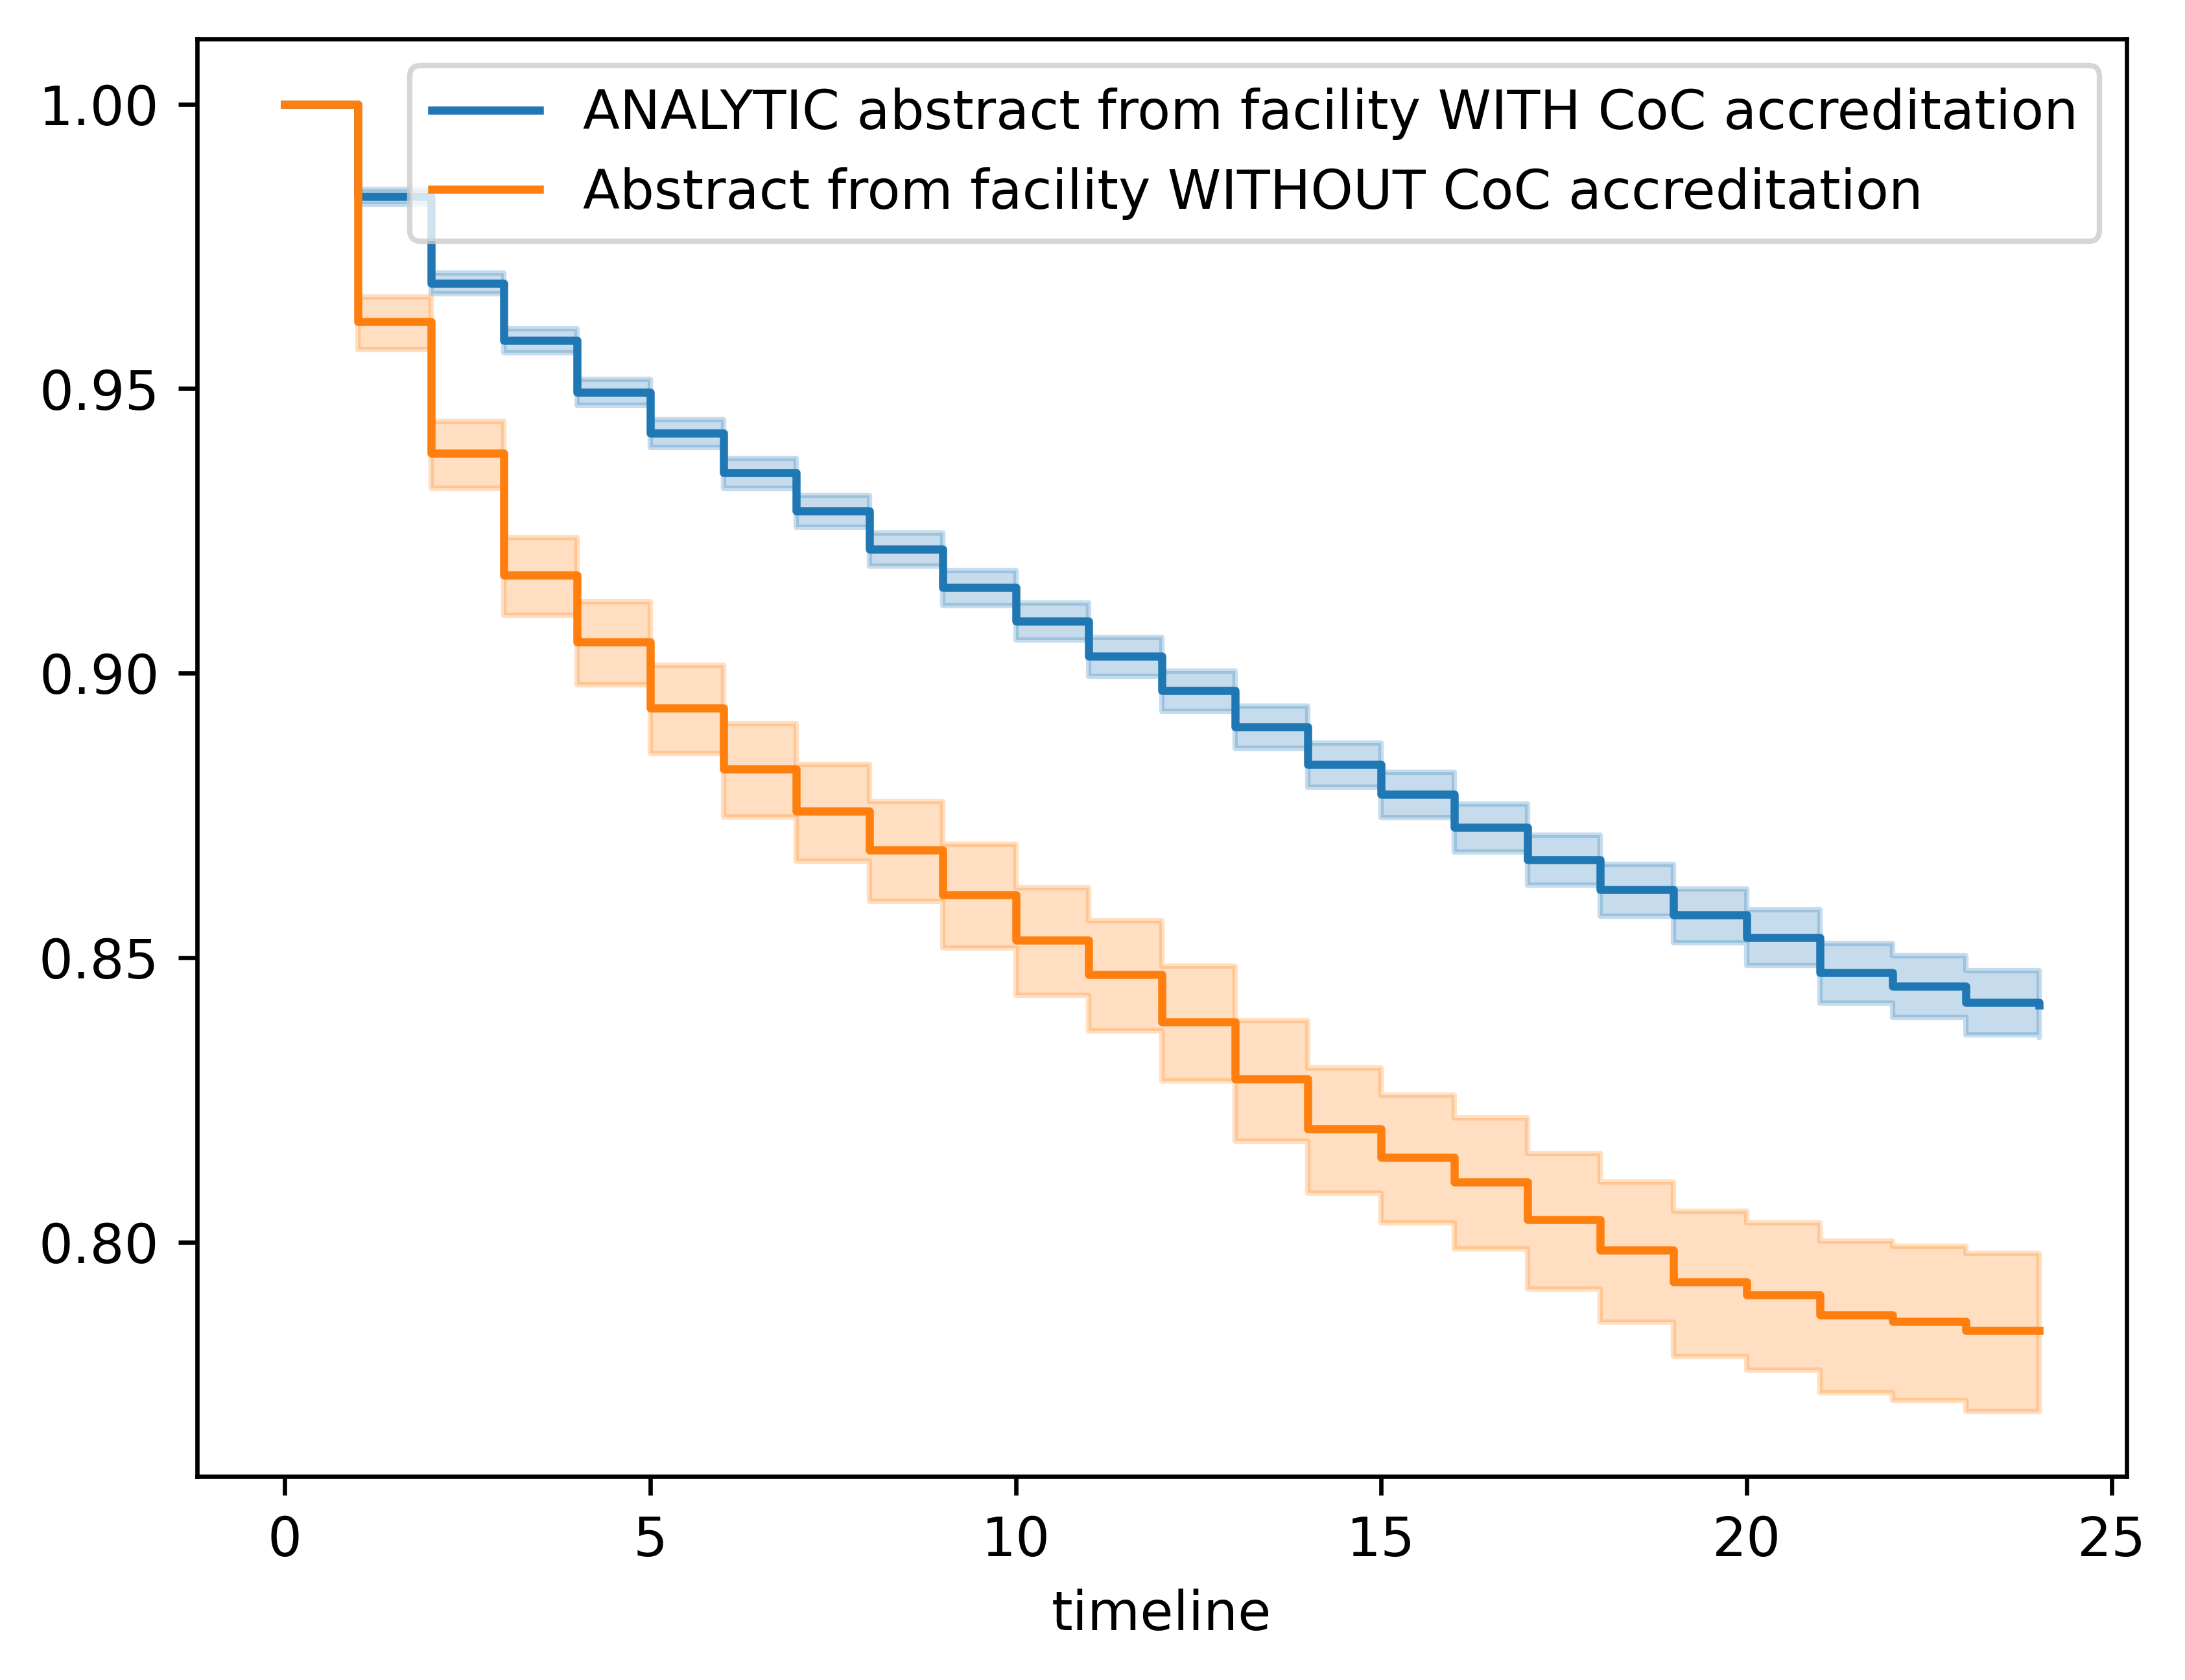 ANALYTIC abstract from facility WITH CoC accreditation
Abstract from facility WITHOUT CoC accreditation
1.00
0.95
0.90
0.85
0.80
0 5 10 15 20 25
timeline